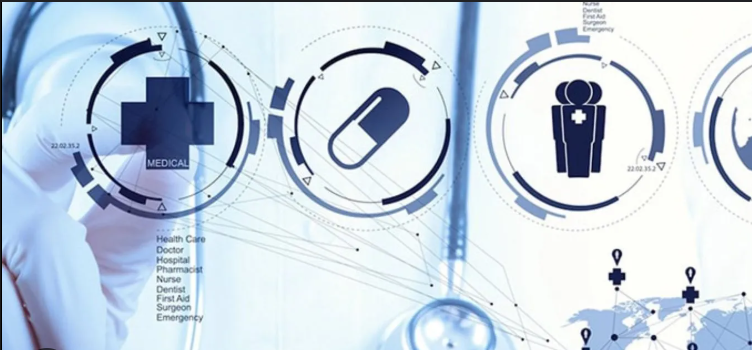 Nurse
Dentist
First Aid
Surgeon
Emergency
MEDICAL
22.02.35.2
22.02.35.2
Health Care
Doctor
Hospital
Pharmacist
Nurse
Dentist
First Aid
Surgeon
Emergency